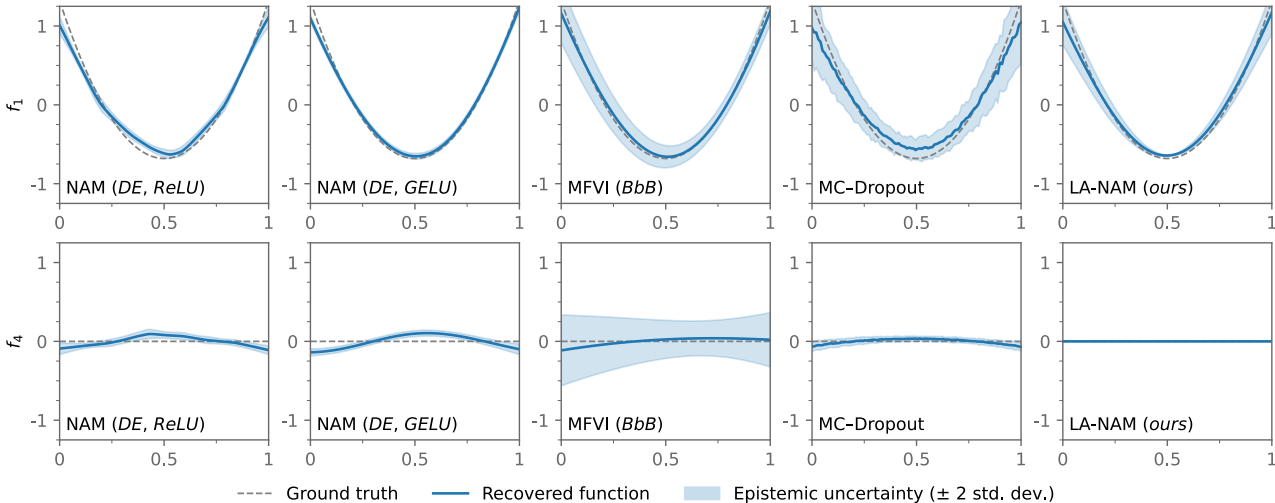 1
0
-1
f₁
NAM (DE, ReLU)
NAM (DE, GELU)
MFVI (BbB)
MC–Dropout
LA-NAM (ours)
0 0.5 1
0 0.5 1
0 0.5 1
0 0.5 1
0 0.5 1
1
0
-1
1
0
-1
1
0
-1
1
0
-1
1
0
-1
f₄
NAM (DE, ReLU)
1
0
-1
NAM (DE, GELU)
1
0
-1
MFVI (BbB)
1
0
-1
MC–Dropout
1
0
-1
LA-NAM (ours)
1
0
-1
0 0.5 1
0 0.5 1
0 0.5 1
0 0.5 1
0 0.5 1
Ground truth Recovered function Epistemic uncertainty (± 2 std. dev.)